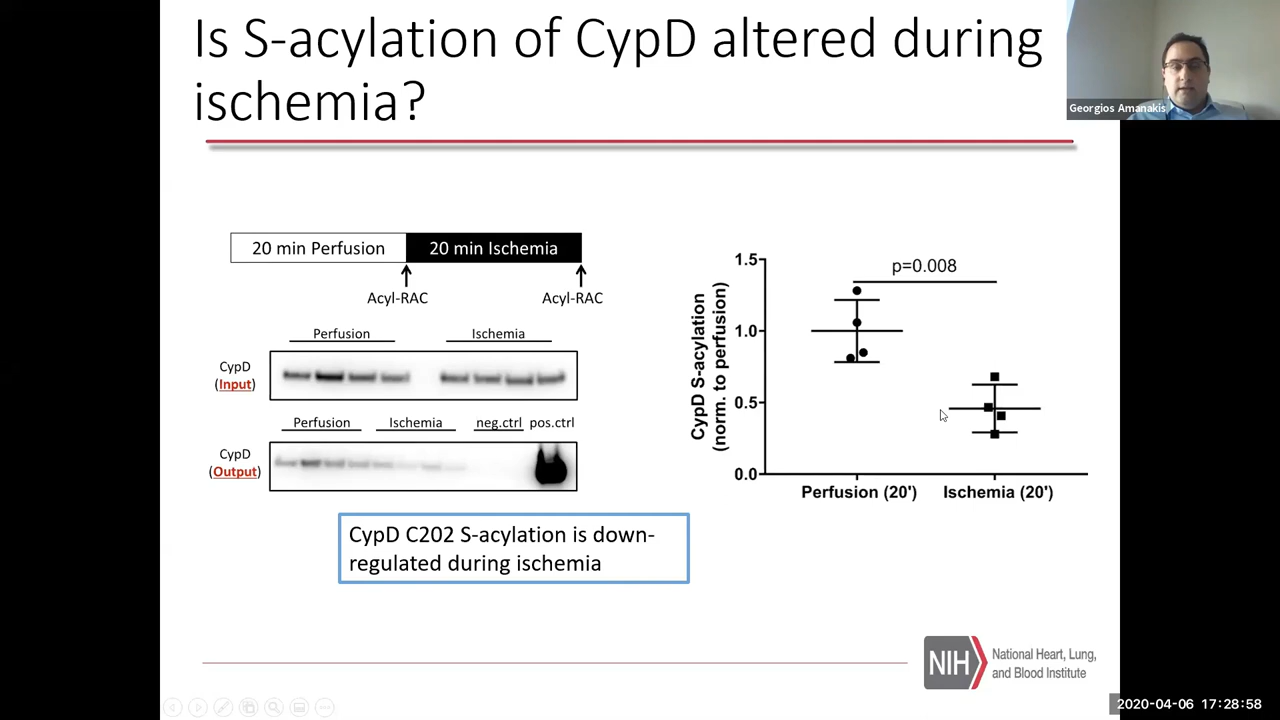 Is S-acylation of CypD altered during
ischemia?
Georgios Amanakis
20 min Perfusion
20 min Ischemia
Acyl-RAC
Acyl-RAC
Perfusion
Ischemia
CypD
(Input)
Perfusion
Ischemia
neg.ctrl
pos.ctrl
CypD
(Output)
CypD C202 S-acylation is down-
regulated during ischemia
CypD S-acylation
(norm. to perfusion)
1.5
1.0
0.5
0.0
p=0.008
Perfusion (20')
Ischemia (20')
NIH
National Heart, Lung,
and Blood Institute
2020-04-06 17:28:58